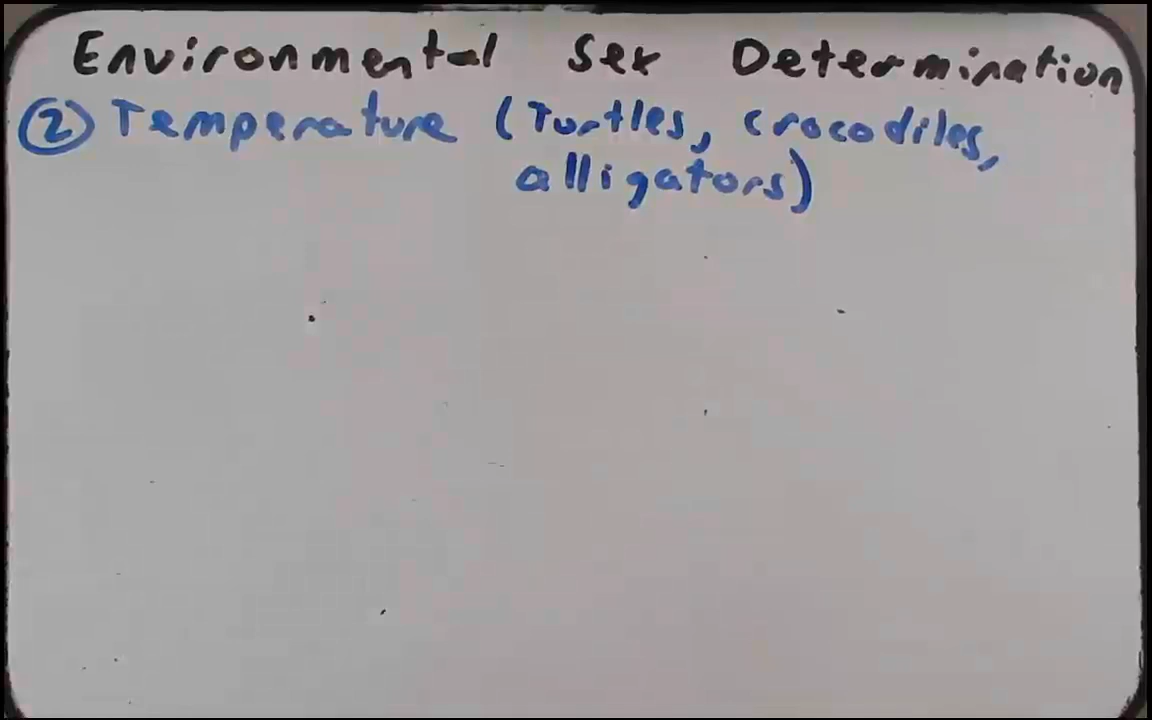 Environmental Sex Determination
② Temperature (Turtles, crocodiles,
alligators)